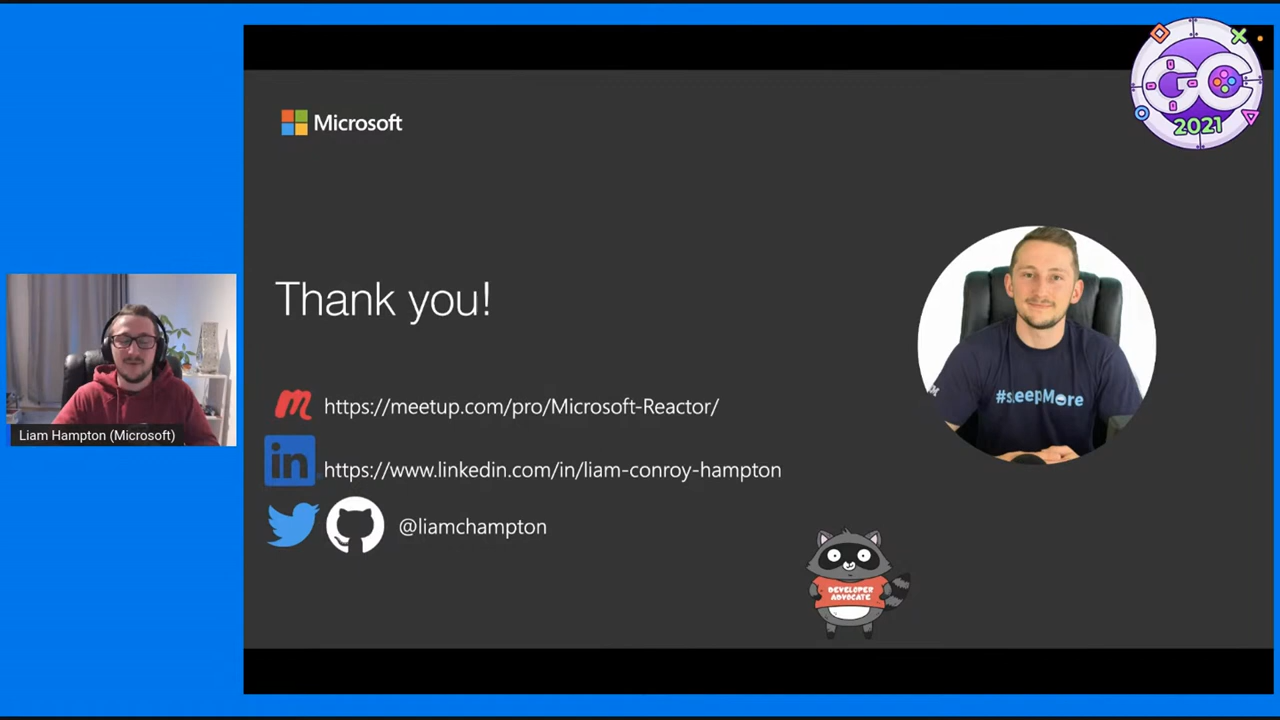 GC
2021
Microsoft
Thank you!
https://meetup.com/pro/Microsoft-Reactor/
in
https://www.linkedin.com/in/liam-conroy-hampton
@liamchampton
Liam Hampton (Microsoft)
#sleepMore
DEVELOPER
ADVOCATE